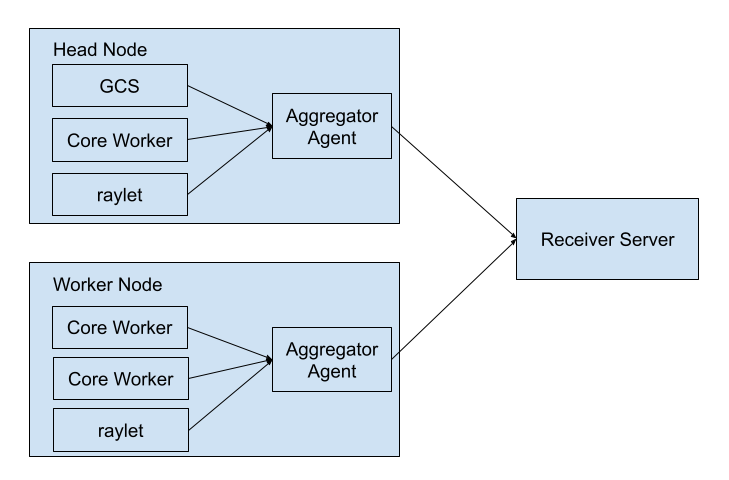 Head Node
GCS
Core Worker
raylet
Aggregator
Agent
Worker Node
Core Worker
Core Worker
raylet
Aggregator
Agent
Receiver Server